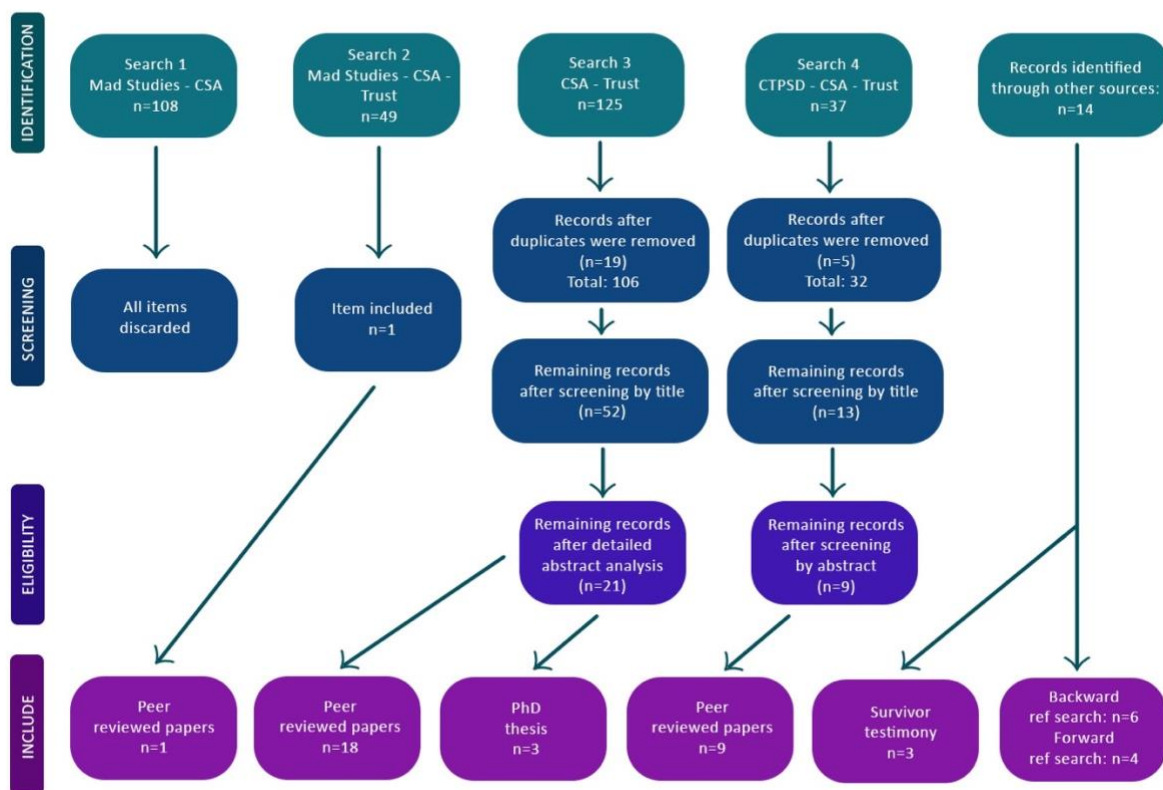 IDENTIFICATION
Search 1
Mad Studies - CSA
n=108
Search 2
Mad Studies - CSA -
Trust
n=49
Search 3
CSA - Trust
n=125
Search 4
CTPSD - CSA - Trust
n=37
Records identified
through other sources:
n=14
SCREENING
All items
discarded
Item included
n=1
Records after
duplicates were removed
(n=19)
Total: 106
Records after
duplicates were removed
(n=5)
Total: 32
Remaining records
after screening by title
(n=52)
Remaining records
after screening by title
(n=13)
ELIGIBILITY
Remaining records
after detailed
abstract analysis
(n=21)
Remaining records
after screening
by abstract
(n=9)
INCLUDE
Peer
reviewed papers
n=1
Peer
reviewed papers
n=18
PhD
thesis
n=3
Peer
reviewed papers
n=9
Survivor
testimony
n=3
Backward
ref search: n=6
Forward
ref search: n=4